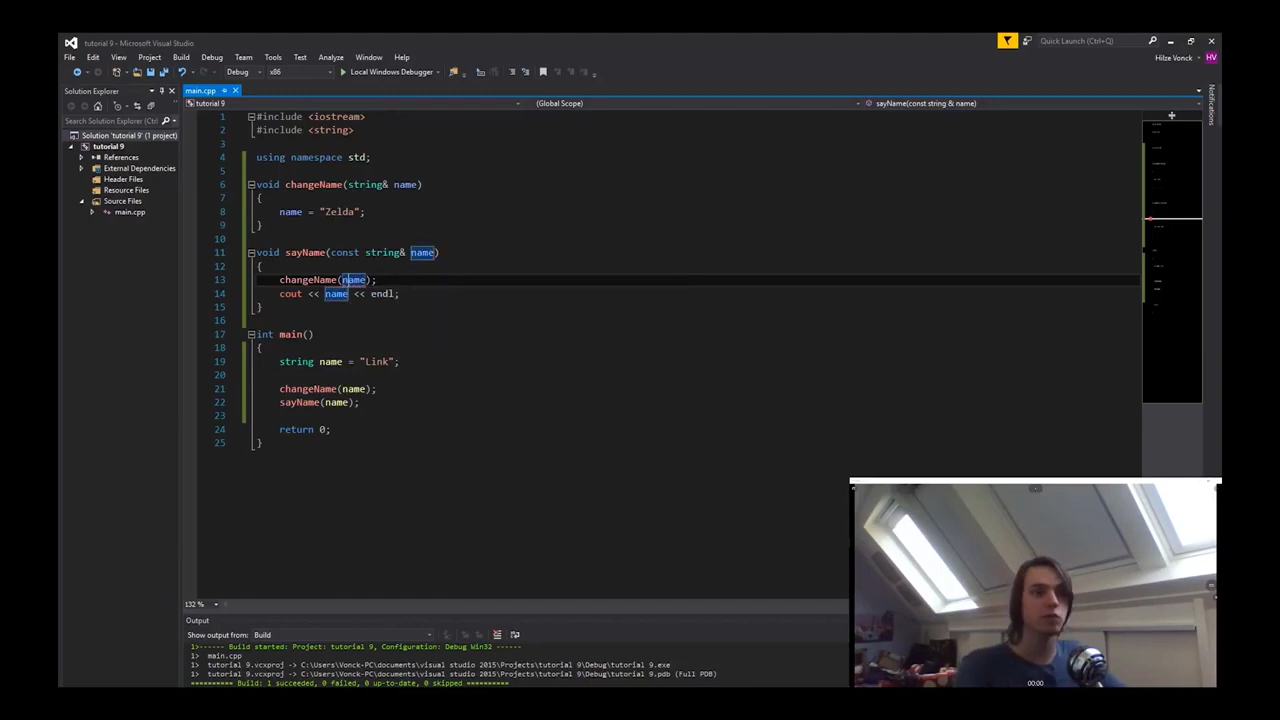 tutorial 9 - Microsoft Visual Studio
Quick Launch (Ctrl+Q)
File Edit View Project Build Debug Team Tools Test Analyze Window Help
Hilze Vonck HV
Debug x86 Local Windows Debugger
Solution Explorer
main.cpp
Notifications
tutorial 9 (Global Scope) sayName(const string & name)
Search Solution Explorer (Ctrl+
Solution 'tutorial 9' (1 project)
tutorial 9
References
External Dependencies
Header Files
Resource Files
Source Files
main.cpp
1 #include <iostream>
2 #include <string>
3
4 using namespace std;
5
6 void changeName(string& name)
7 {
8 name = "Zelda";
9 }
10
11 void sayName(const string& name)
12 {
13 changeName(name);
14 cout << name << endl;
15 }
16
17 int main()
18 {
19 string name = "Link";
20
21 changeName(name);
22 sayName(name);
23
24 return 0;
25 }
132 %
Output
Show output from: Build
1>------ Build started: Project: tutorial 9, Configuration: Debug Win32 ------
1> main.cpp
1> tutorial 9.vcxproj -> C:\Users\Vonck-PC\documents\visual studio 2015\Projects\tutorial 9\Debug\tutorial 9.exe
1> tutorial 9.vcxproj -> C:\Users\Vonck-PC\documents\visual studio 2015\Projects\tutorial 9\Debug\tutorial 9.pdb (Full PDB)
========== Build: 1 succeeded, 0 failed, 0 up-to-date, 0 skipped ==========
00:00